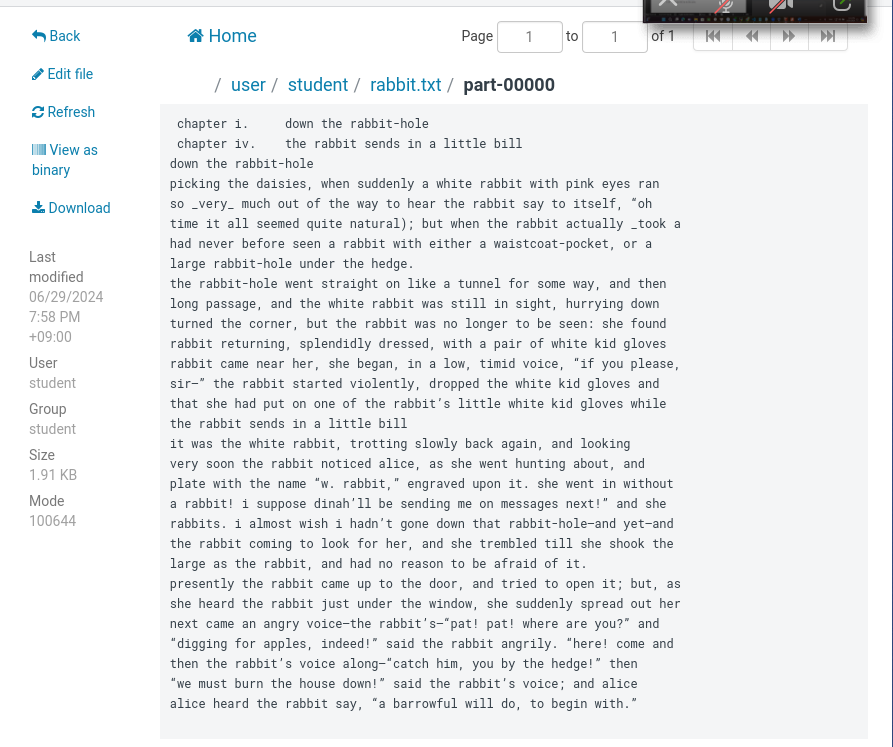 Back
Edit file
Refresh
View as
binary
Download
Last
modified
06/29/2024
7:58 PM
+09:00
User
student
Group
student
Size
1.91 KB
Mode
100644
Home
Page 1 to 1 of 1
/ user / student / rabbit.txt / part-00000
chapter i.     down the rabbit-hole
chapter iv.    the rabbit sends in a little bill
down the rabbit-hole
picking the daisies, when suddenly a white rabbit with pink eyes ran
so _very_ much out of the way to hear the rabbit say to itself, “oh
time it all seemed quite natural); but when the rabbit actually _took a
had never before seen a rabbit with either a waistcoat-pocket, or a
large rabbit-hole under the hedge.
the rabbit-hole went straight on like a tunnel for some way, and then
long passage, and the white rabbit was still in sight, hurrying down
turned the corner, but the rabbit was no longer to be seen: she found
rabbit returning, splendidly dressed, with a pair of white kid gloves
rabbit came near her, she began, in a low, timid voice, “if you please,
sir—” the rabbit started violently, dropped the white kid gloves and
that she had put on one of the rabbit’s little white kid gloves while
the rabbit sends in a little bill
it was the white rabbit, trotting slowly back again, and looking
very soon the rabbit noticed alice, as she went hunting about, and
plate with the name “w. rabbit,” engraved upon it. she went in without
a rabbit! i suppose dinah’ll be sending me on messages next!” and she
rabbits. i almost wish i hadn’t gone down that rabbit-hole—and yet—and
the rabbit coming to look for her, and she trembled till she shook the
large as the rabbit, and had no reason to be afraid of it.
presently the rabbit came up to the door, and tried to open it; but, as
she heard the rabbit just under the window, she suddenly spread out her
next came an angry voice—the rabbit’s—“pat! pat! where are you?” and
“digging for apples, indeed!” said the rabbit angrily. “here! come and
then the rabbit’s voice along—“catch him, you by the hedge!” then
“we must burn the house down!” said the rabbit’s voice; and alice
alice heard the rabbit say, “a barrowful will do, to begin with.”